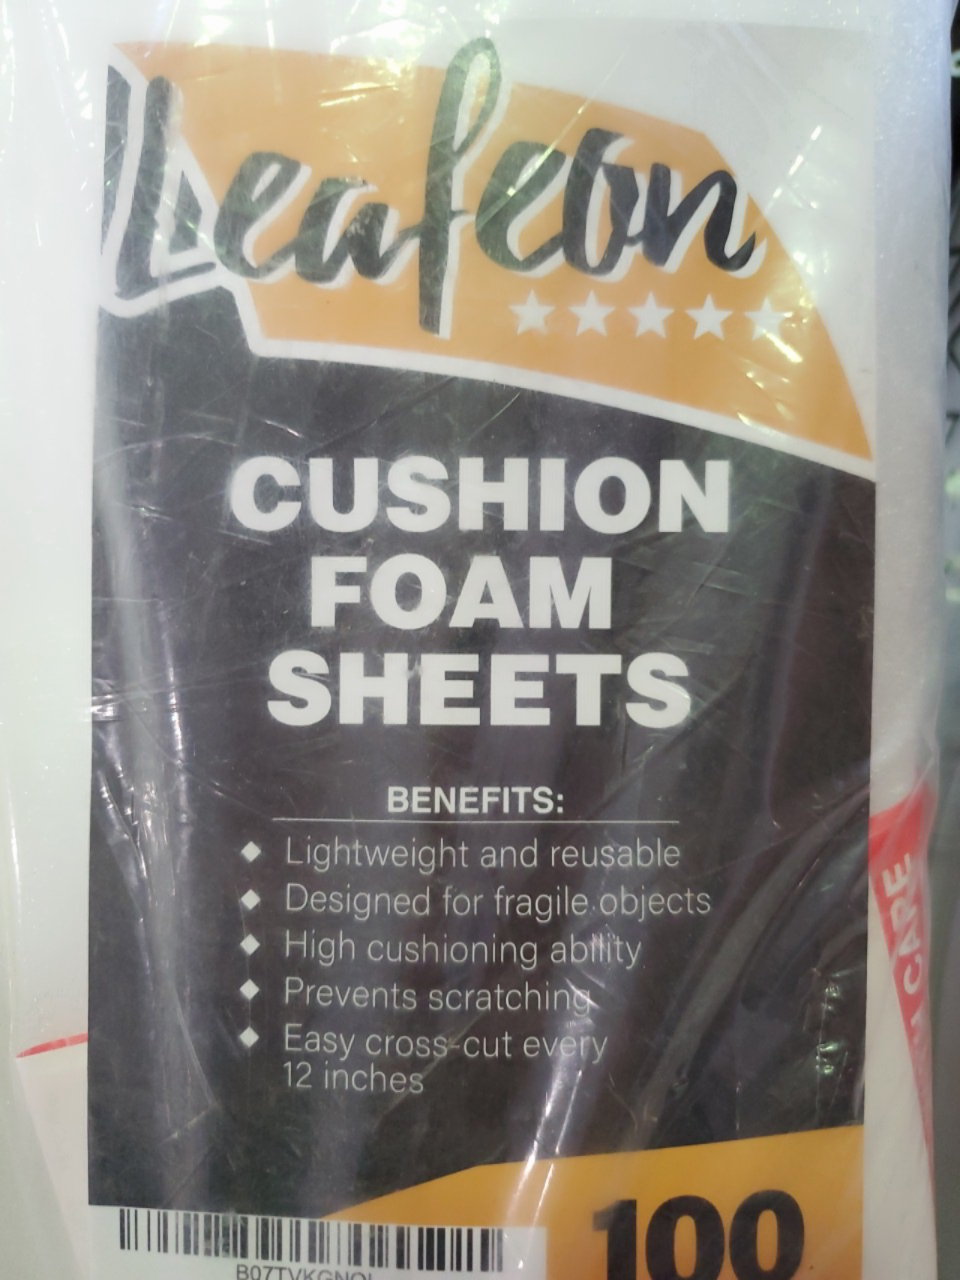 Leafcon
CUSHION
FOAM
SHEETS
BENEFITS:
Lightweight and reusable
Designed for fragile objects
High cushioning ability
Prevents scratching
Easy cross-cut every
12 inches
CARE
100